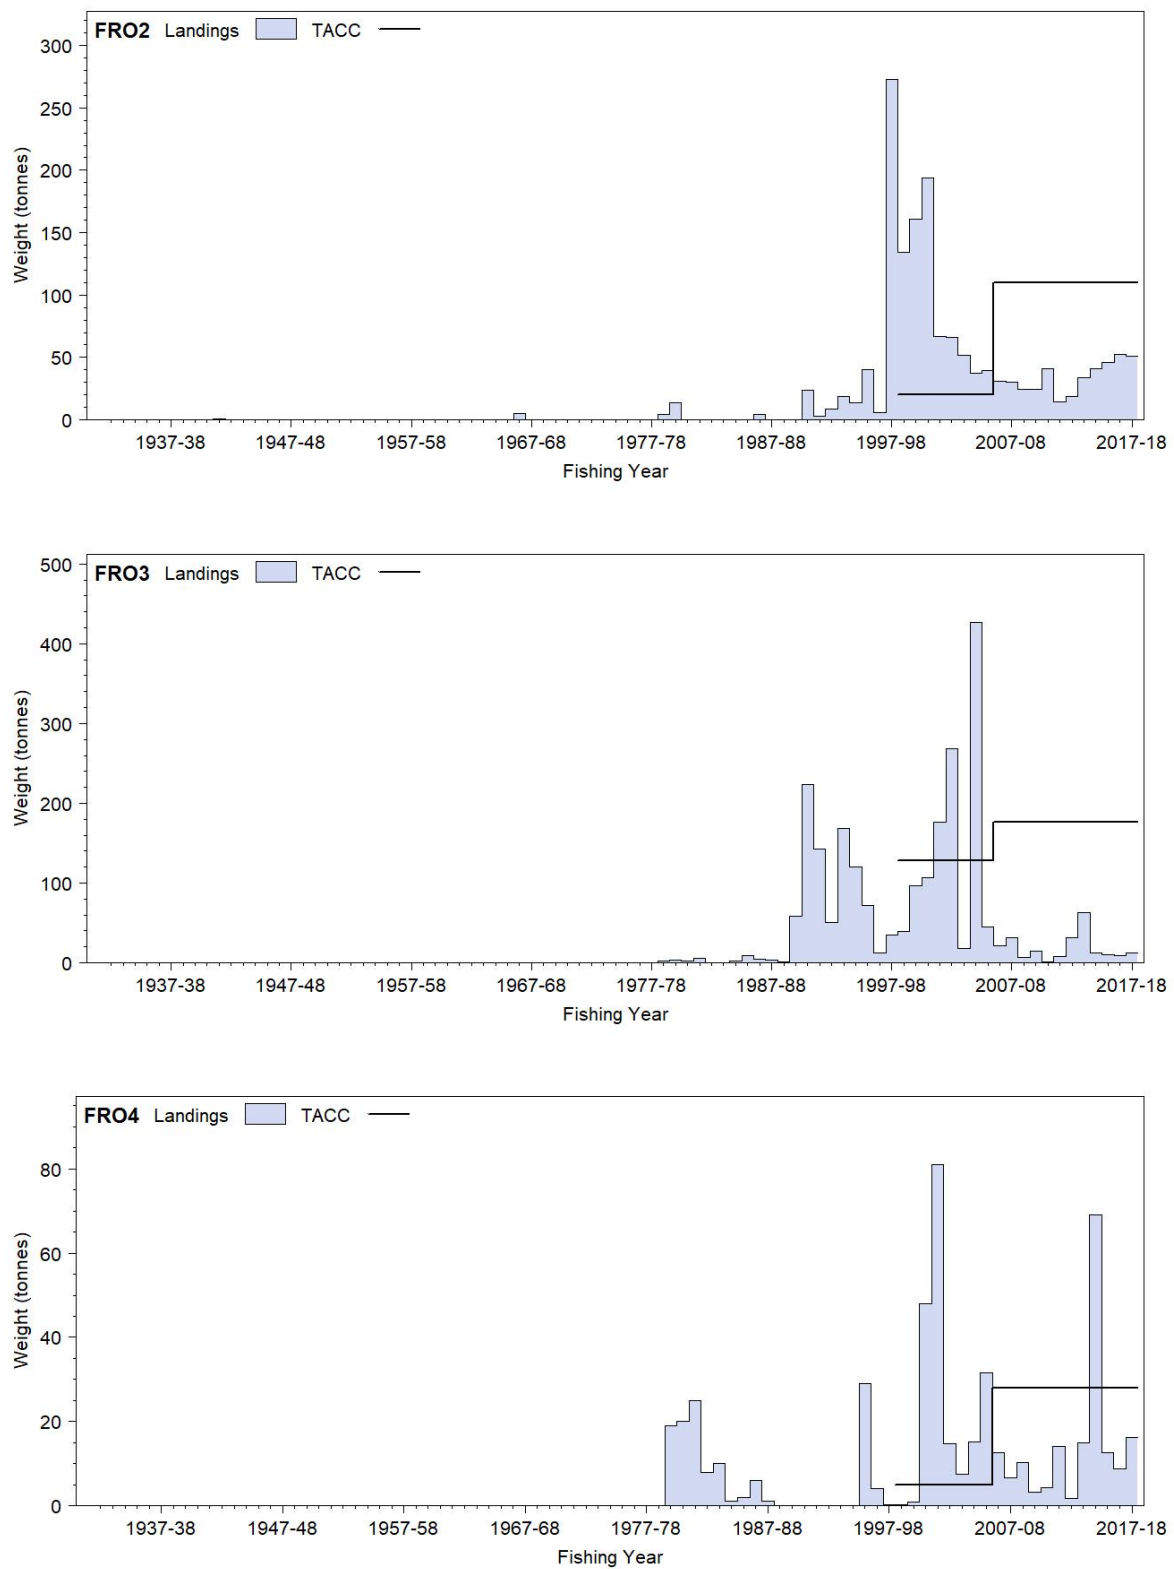 FRO2 Landings TACC
300
250
200
150
100
50
0
Weight (tonnes)
1937-38 1947-48 1957-58 1967-68 1977-78 1987-88 1997-98 2007-08 2017-18
Fishing Year
FRO3 Landings TACC
500
400
300
200
100
0
Weight (tonnes)
1937-38 1947-48 1957-58 1967-68 1977-78 1987-88 1997-98 2007-08 2017-18
Fishing Year
FRO4 Landings TACC
80
60
40
20
0
Weight (tonnes)
1937-38 1947-48 1957-58 1967-68 1977-78 1987-88 1997-98 2007-08 2017-18
Fishing Year